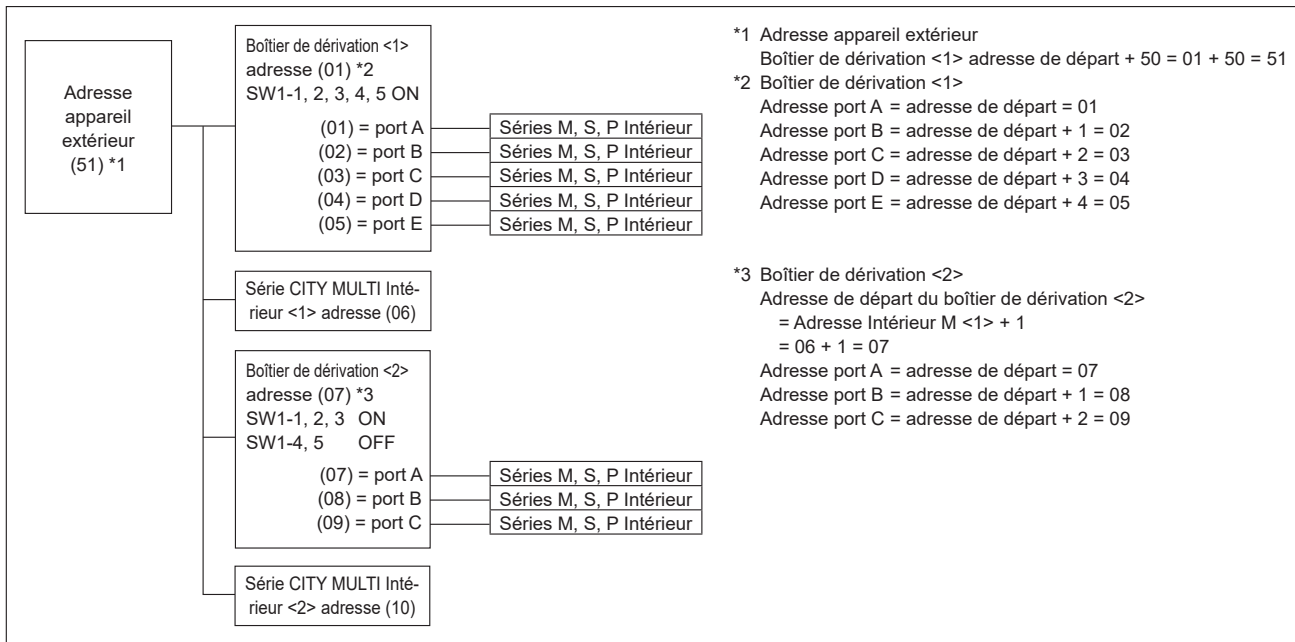 Adresse
appareil
extérieur
(51) *1
Boîtier de dérivation <1>
adresse (01) *2
SW1-1, 2, 3, 4, 5 ON
(01) = port A
(02) = port B
(03) = port C
(04) = port D
(05) = port E
Séries M, S, P Intérieur
Séries M, S, P Intérieur
Séries M, S, P Intérieur
Séries M, S, P Intérieur
Séries M, S, P Intérieur
Série CITY MULTI Inté-
rieur <1> adresse (06)
Boîtier de dérivation <2>
adresse (07) *3
SW1-1, 2, 3 ON
SW1-4, 5 OFF
(07) = port A
(08) = port B
(09) = port C
Séries M, S, P Intérieur
Séries M, S, P Intérieur
Séries M, S, P Intérieur
Série CITY MULTI Inté-
rieur <2> adresse (10)
*1 Adresse appareil extérieur
Boîtier de dérivation <1> adresse de départ + 50 = 01 + 50 = 51
*2 Boîtier de dérivation <1>
Adresse port A = adresse de départ = 01
Adresse port B = adresse de départ + 1 = 02
Adresse port C = adresse de départ + 2 = 03
Adresse port D = adresse de départ + 3 = 04
Adresse port E = adresse de départ + 4 = 05
*3 Boîtier de dérivation <2>
Adresse de départ du boîtier de dérivation <2>
= Adresse Intérieur M <1> + 1
= 06 + 1 = 07
Adresse port A = adresse de départ = 07
Adresse port B = adresse de départ + 1 = 08
Adresse port C = adresse de départ + 2 = 09